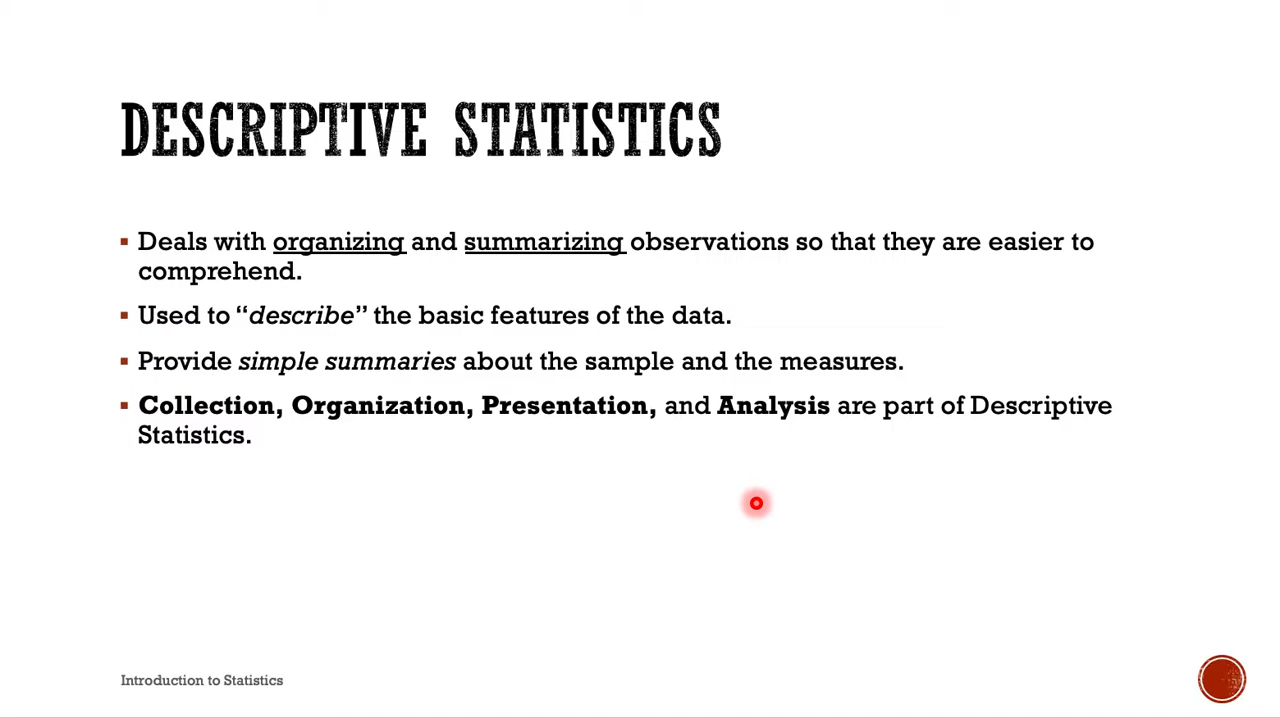 DESCRIPTIVE STATISTICS
▪ Deals with organizing and summarizing observations so that they are easier to
comprehend.
▪ Used to “describe” the basic features of the data.
▪ Provide simple summaries about the sample and the measures.
▪ Collection, Organization, Presentation, and Analysis are part of Descriptive
Statistics.
Introduction to Statistics